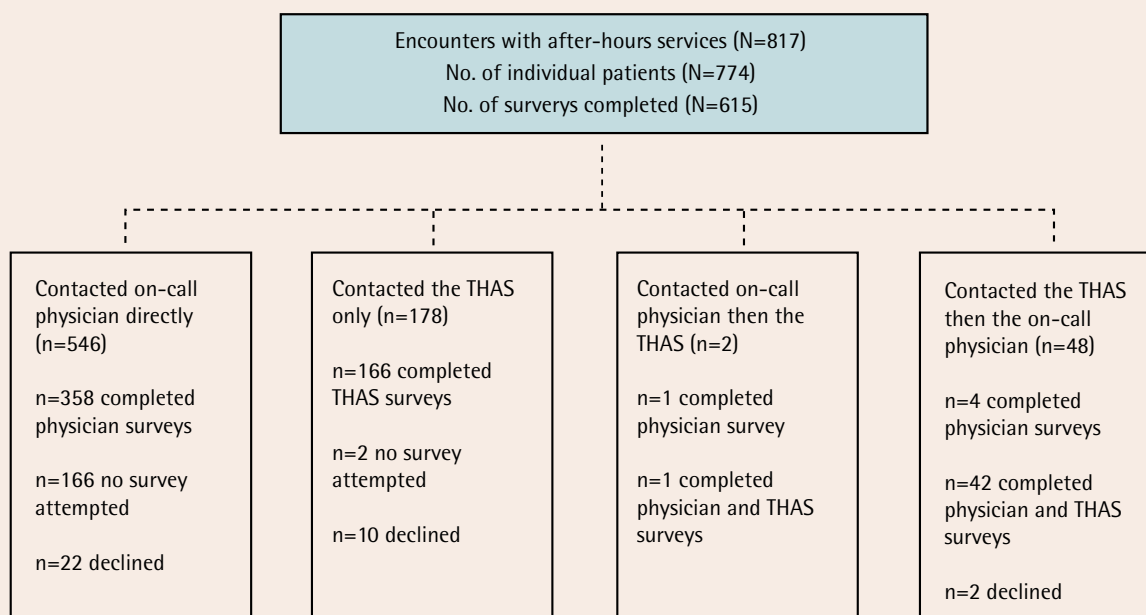 Encounters with after-hours services (N=817)
No. of individual patients (N=774)
No. of surverys completed (N=615)
Contacted on-call
physician directly
(n=546)
n=358 completed
physician surveys
n=166 no survey
attempted
n=22 declined
Contacted the THAS
only (n=178)
n=166 completed
THAS surveys
n=2 no survey
attempted
n=10 declined
Contacted on-call
physician then the
THAS (n=2)
n=1 completed
physician survey
n=1 completed
physician and THAS
surveys
Contacted the THAS
then the on-call
physician (n=48)
n=4 completed
physician surveys
n=42 completed
physician and THAS
surveys
n=2 declined